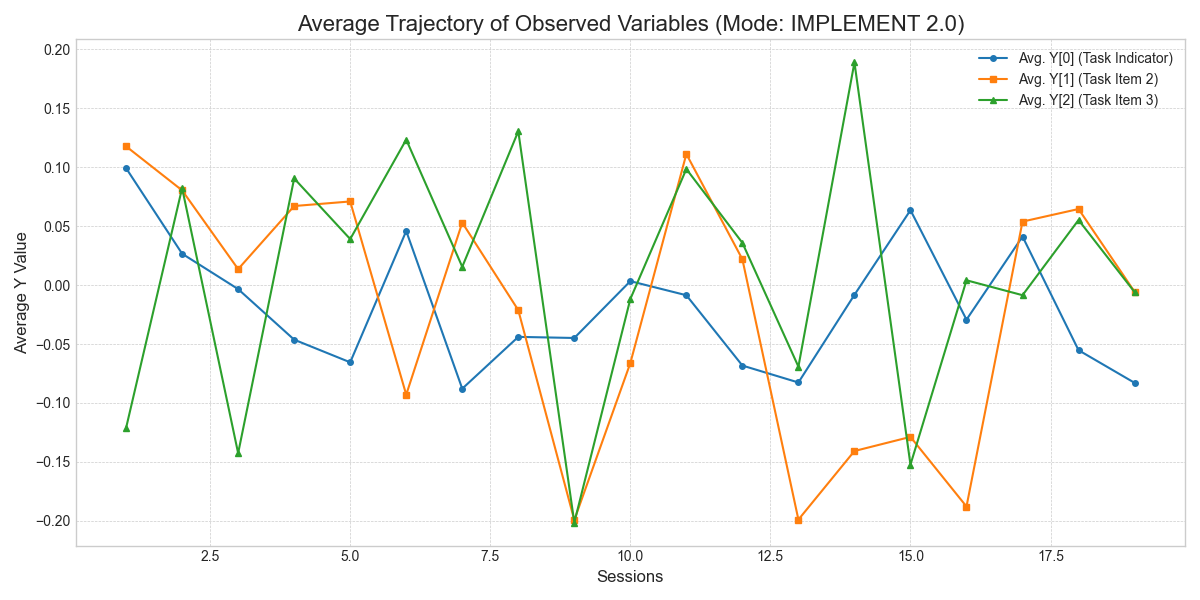 Average Trajectory of Observed Variables (Mode: IMPLEMENT 2.0)
Avg. Y[0] (Task Indicator)
Avg. Y[1] (Task Item 2)
Avg. Y[2] (Task Item 3)
Average Y Value
0.20
0.15
0.10
0.05
0.00
−0.05
−0.10
−0.15
−0.20
2.5 5.0 7.5 10.0 12.5 15.0 17.5
Sessions